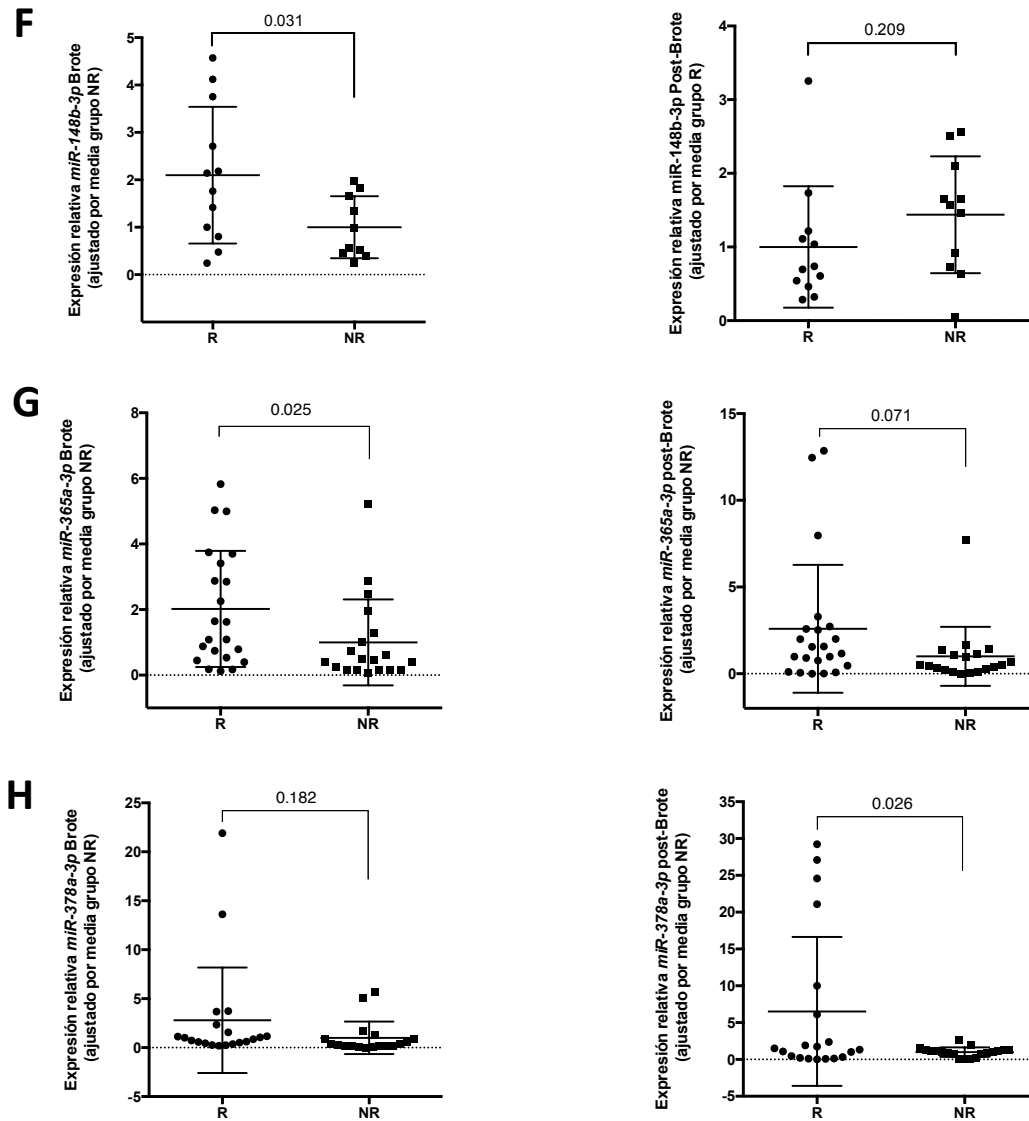 F
0.031
Expresión relativa miR-148b-3p Brote
(ajustado por media grupo NR)
5
4
3
2
1
0
R
NR
0.209
Expresión relativa miR-148b-3p Post-Brote
(ajustado por media grupo R)
4
3
2
1
0
R
NR
G
0.025
Expresión relativa miR-365a-3p Brote
(ajustado por media grupo NR)
8
6
4
2
0
R
NR
0.071
Expresión relativa miR-365a-3p post-Brote
(ajustado por media grupo NR)
15
10
5
0
R
NR
H
0.182
Expresión relativa miR-378a-3p Brote
(ajustado por media grupo NR)
25
20
15
10
5
0
-5
R
NR
0.026
Expresión relativa miR-378a-3p post-Brote
(ajustado por media grupo NR)
35
30
25
20
15
10
5
0
-5
R
NR